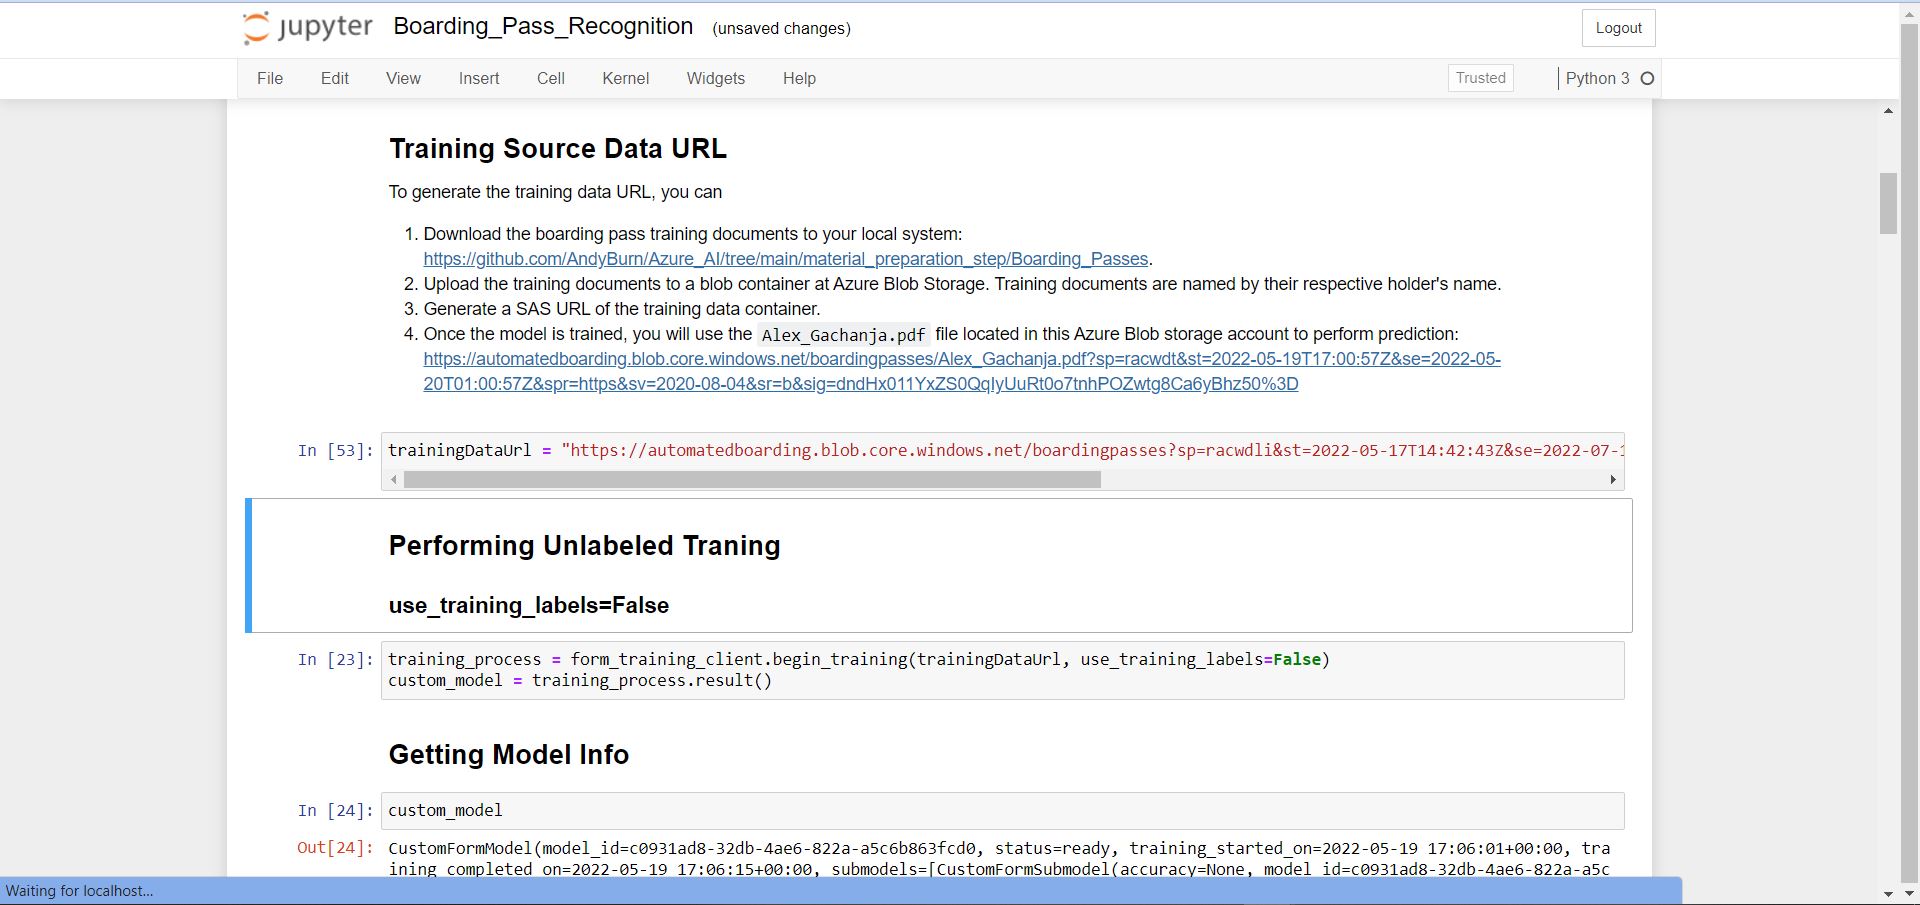 jupyter Boarding_Pass_Recognition (unsaved changes) Logout
File Edit View Insert Cell Kernel Widgets Help Trusted Python 3
Training Source Data URL
To generate the training data URL, you can
1. Download the boarding pass training documents to your local system:
https://github.com/AndyBurn/Azure_AI/tree/main/material_preparation_step/Boarding_Passes.
2. Upload the training documents to a blob container at Azure Blob Storage. Training documents are named by their respective holder's name.
3. Generate a SAS URL of the training data container.
4. Once the model is trained, you will use the Alex_Gachanja.pdf file located in this Azure Blob storage account to perform prediction:
https://automatedboarding.blob.core.windows.net/boardingpasses/Alex_Gachanja.pdf?sp=racwdt&st=2022-05-19T17:00:57Z&se=2022-05-
20T01:00:57Z&spr=https&sv=2020-08-04&sr=b&sig=dndHx011YxZS0QqIyUuRt0o7tnhPOZwtg8Ca6yBhz50%3D
In [53]: trainingDataUrl = "https://automatedboarding.blob.core.windows.net/boardingpasses?sp=racwdli&st=2022-05-17T14:42:43Z&se=2022-07-1
Performing Unlabeled Traning
use_training_labels=False
In [23]: training_process = form_training_client.begin_training(trainingDataUrl, use_training_labels=False)
custom_model = training_process.result()
Getting Model Info
In [24]: custom_model
Out[24]: CustomFormModel(model_id=c0931ad8-32db-4ae6-822a-a5c6b863fcd0, status=ready, training_started_on=2022-05-19 17:06:01+00:00, tra
ining_completed_on=2022-05-19 17:06:15+00:00, submodels=[CustomFormSubmodel(accuracy=None, model_id=c0931ad8-32db-4ae6-822a-a5c
Waiting for localhost...